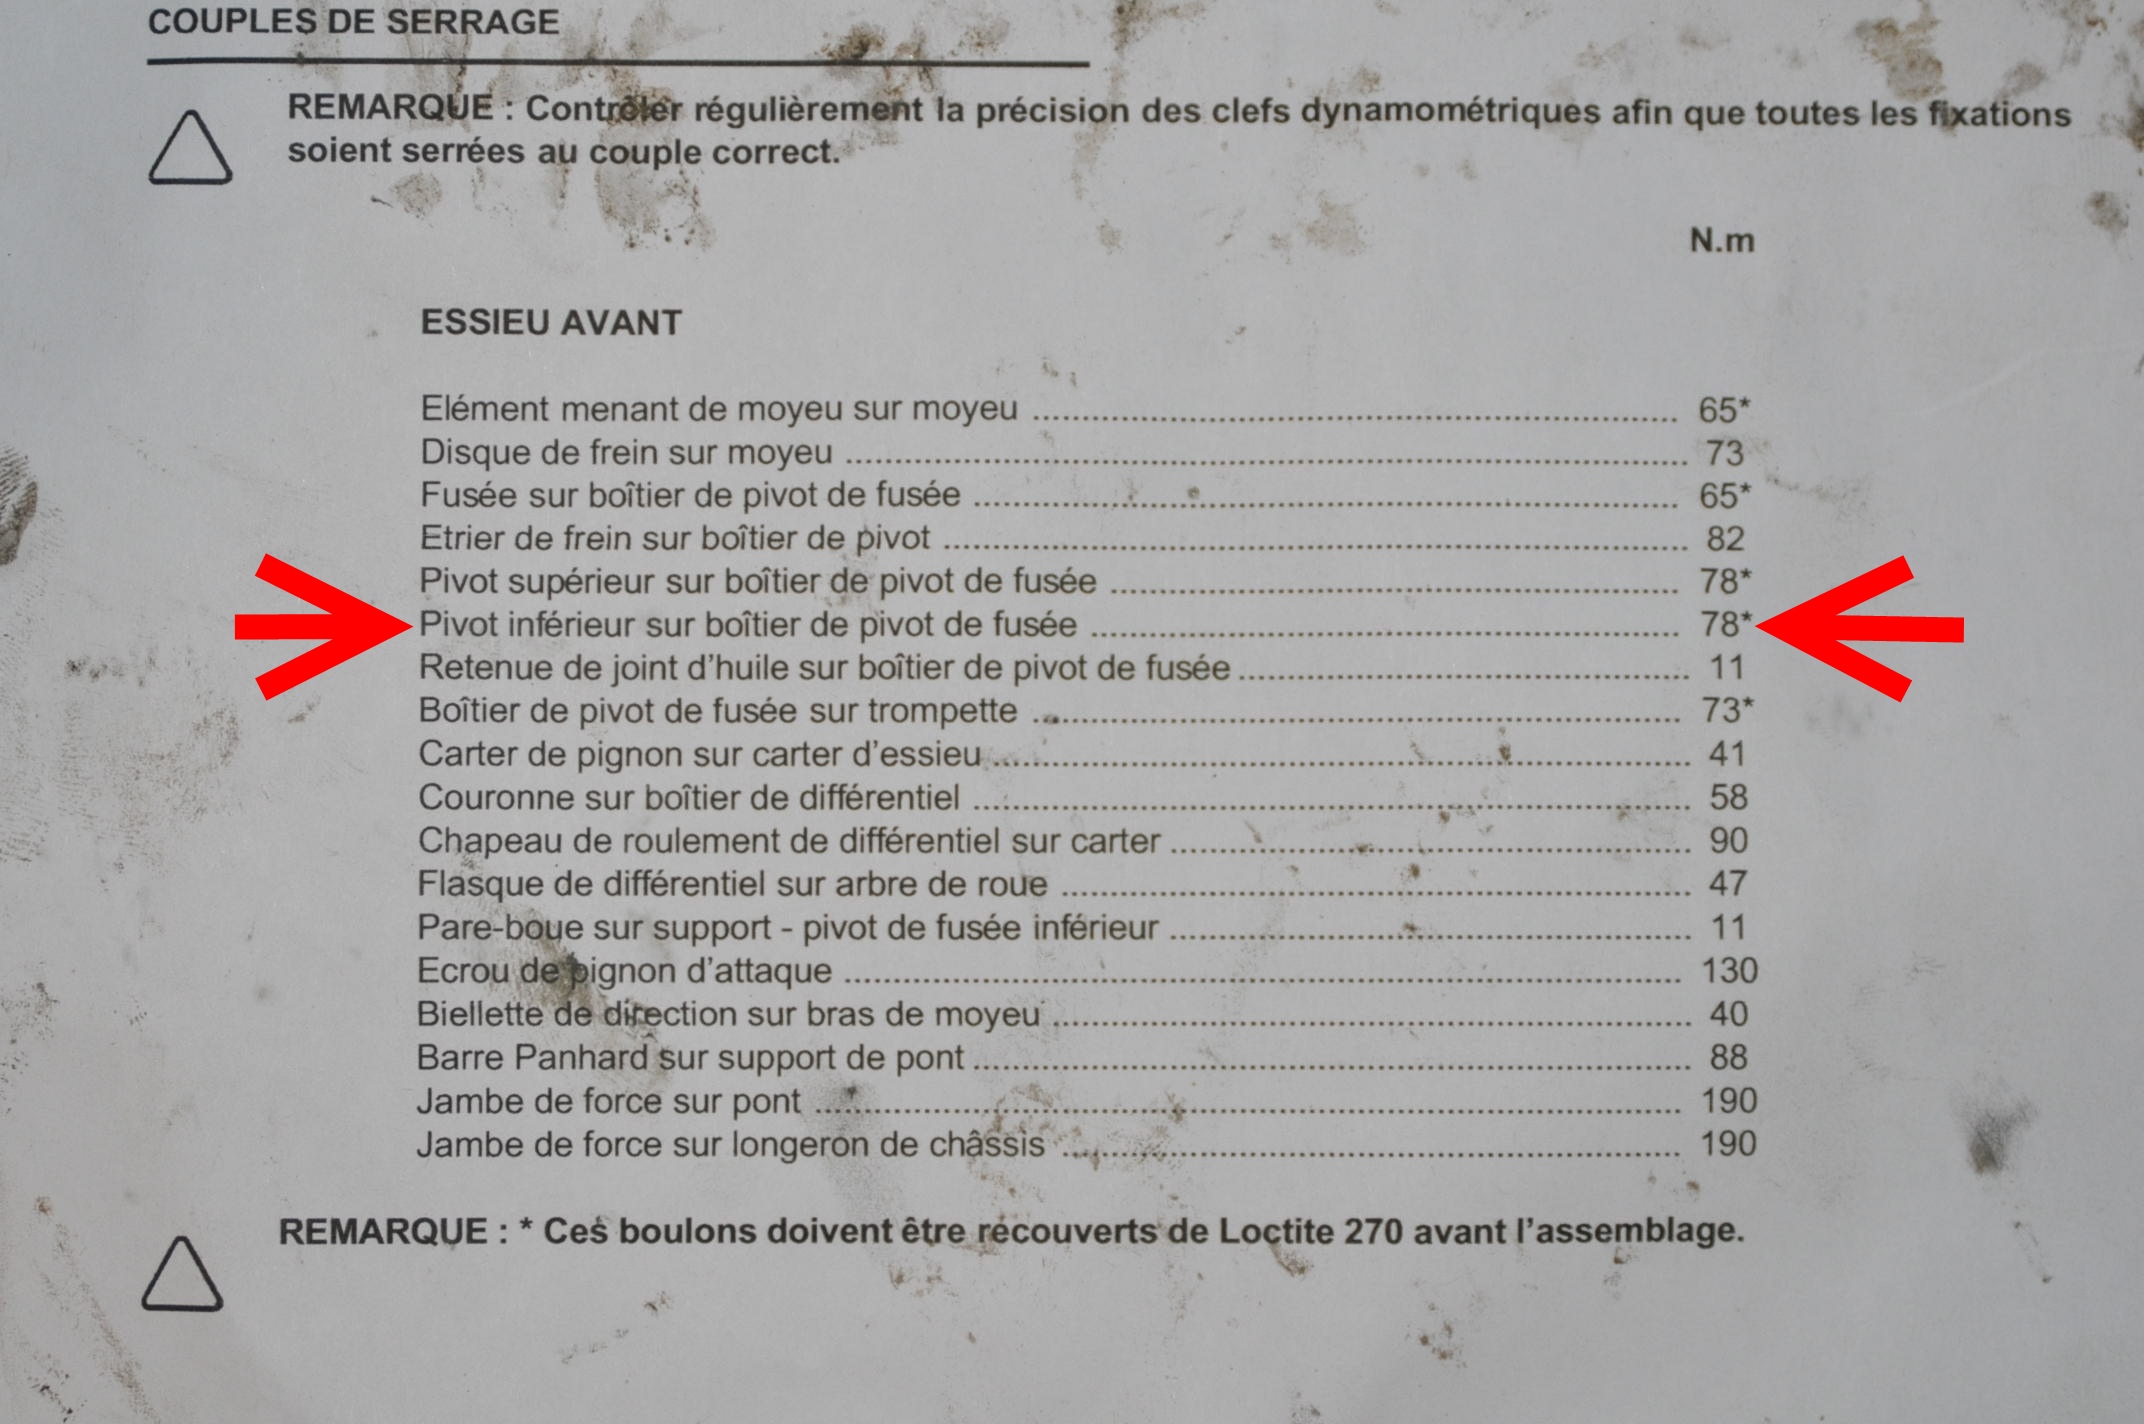 COUPLES DE SERRAGE
REMARQUE : Contrôler régulièrement la précision des clefs dynamométriques afin que toutes les fixations
soient serrées au couple correct.
N.m
ESSIEU AVANT
Elément menant de moyeu sur moyeu ........ 65*
Disque de frein sur moyeu ........ 73
Fusée sur boîtier de pivot de fusée ........ 65*
Etrier de frein sur boîtier de pivot ........ 82
Pivot supérieur sur boîtier de pivot de fusée ........ 78*
Pivot inférieur sur boîtier de pivot de fusée ........ 78*
Retenue de joint d'huile sur boîtier de pivot de fusée ........ 11
Boîtier de pivot de fusée sur trompette ........ 73*
Carter de pignon sur carter d'essieu ........ 41
Couronne sur boîtier de différentiel ........ 58
Chapeau de roulement de différentiel sur carter ........ 90
Flasque de différentiel sur arbre de roue ........ 47
Pare-boue sur support - pivot de fusée inférieur ........ 11
Ecrou de pignon d'attaque ........ 130
Biellette de direction sur bras de moyeu ........ 40
Barre Panhard sur support de pont ........ 88
Jambe de force sur pont ........ 190
Jambe de force sur longeron de châssis ........ 190
REMARQUE : * Ces boulons doivent être recouverts de Loctite 270 avant l'assemblage.